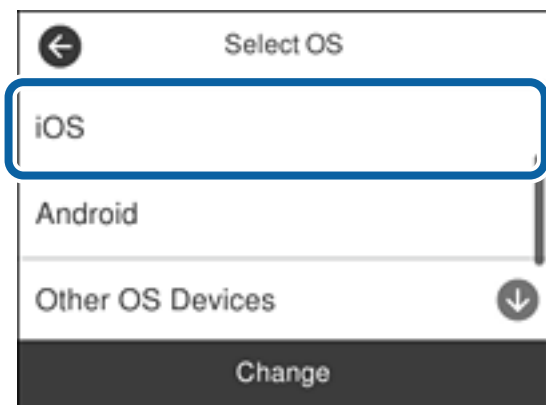 Select OS
iOS
Android
Other OS Devices
Change